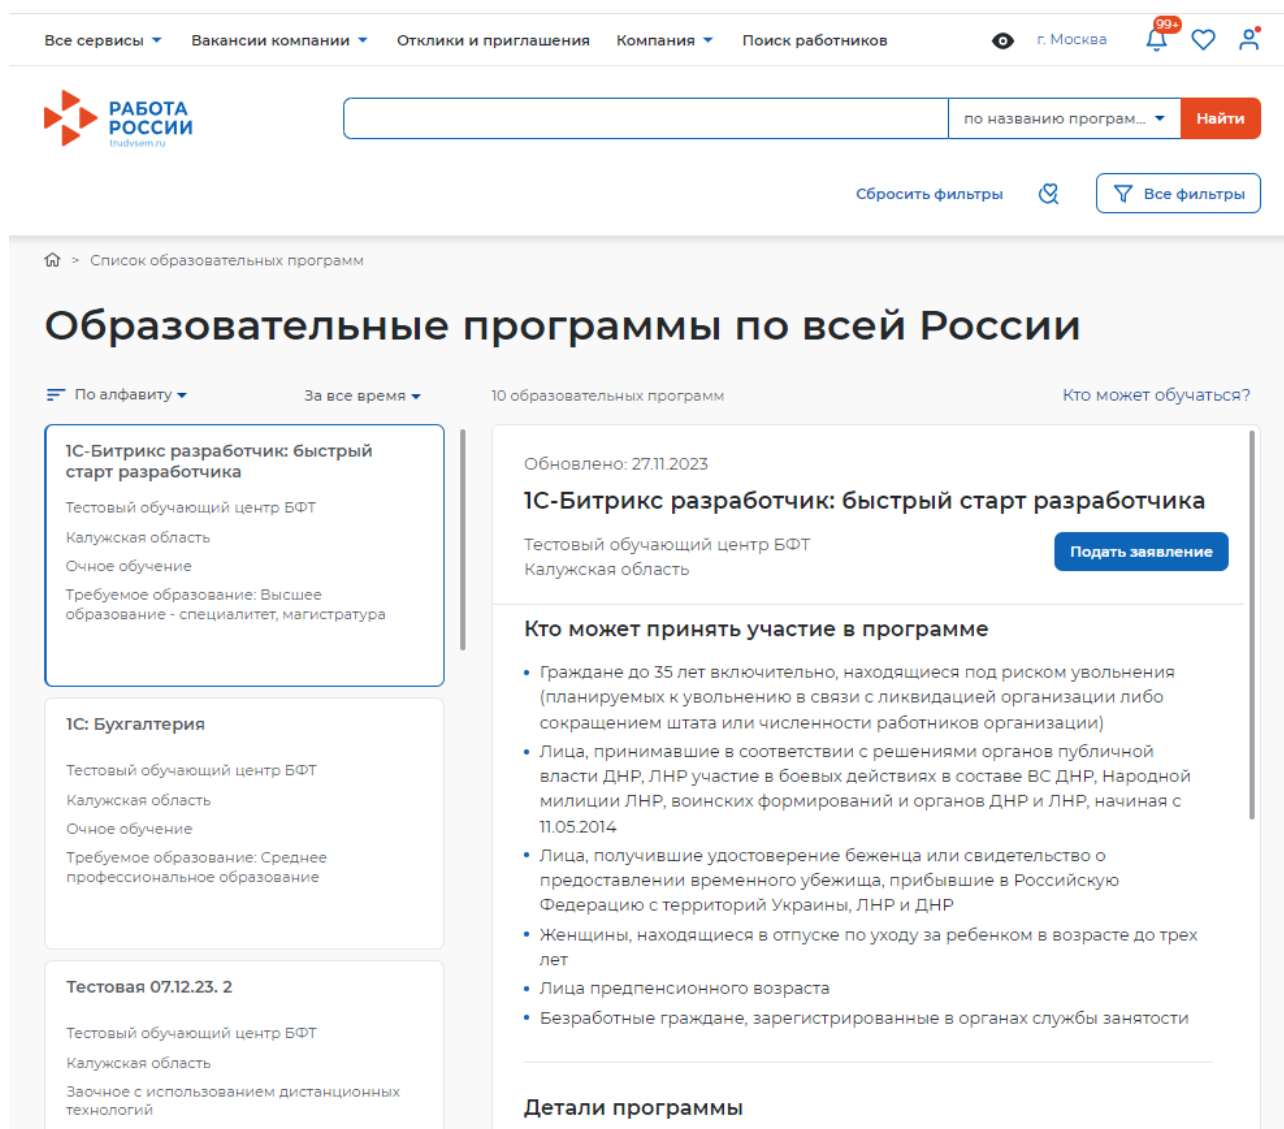 Все сервисы Вакансии компании Отклики и приглашения Компания Поиск работников г. Москва 99+
РАБОТА
РОССИИ
trudvsem.ru
по названию програм... Найти
Сбросить фильтры Все фильтры
> Список образовательных программ
Образовательные программы по всей России
По алфавиту За все время 10 образовательных программ Кто может обучаться?
1С-Битрикс разработчик: быстрый
старт разработчика
Тестовый обучающий центр БФТ
Калужская область
Очное обучение
Требуемое образование: Высшее
образование - специалитет, магистратура
1С: Бухгалтерия
Тестовый обучающий центр БФТ
Калужская область
Очное обучение
Требуемое образование: Среднее
профессиональное образование
Тестовая 07.12.23. 2
Тестовый обучающий центр БФТ
Калужская область
Заочное с использованием дистанционных
технологий
Обновлено: 27.11.2023
1С-Битрикс разработчик: быстрый старт разработчика
Тестовый обучающий центр БФТ
Калужская область
Подать заявление
Кто может принять участие в программе
• Граждане до 35 лет включительно, находящиеся под риском увольнения
(планируемых к увольнению в связи с ликвидацией организации либо
сокращением штата или численности работников организации)
• Лица, принимавшие в соответствии с решениями органов публичной
власти ДНР, ЛНР участие в боевых действиях в составе ВС ДНР, Народной
милиции ЛНР, воинских формирований и органов ДНР и ЛНР, начиная с
11.05.2014
• Лица, получившие удостоверение беженца или свидетельство о
предоставлении временного убежища, прибывшие в Российскую
Федерацию с территорий Украины, ЛНР и ДНР
• Женщины, находящиеся в отпуске по уходу за ребенком в возрасте до трех
лет
• Лица предпенсионного возраста
• Безработные граждане, зарегистрированные в органах службы занятости
Детали программы